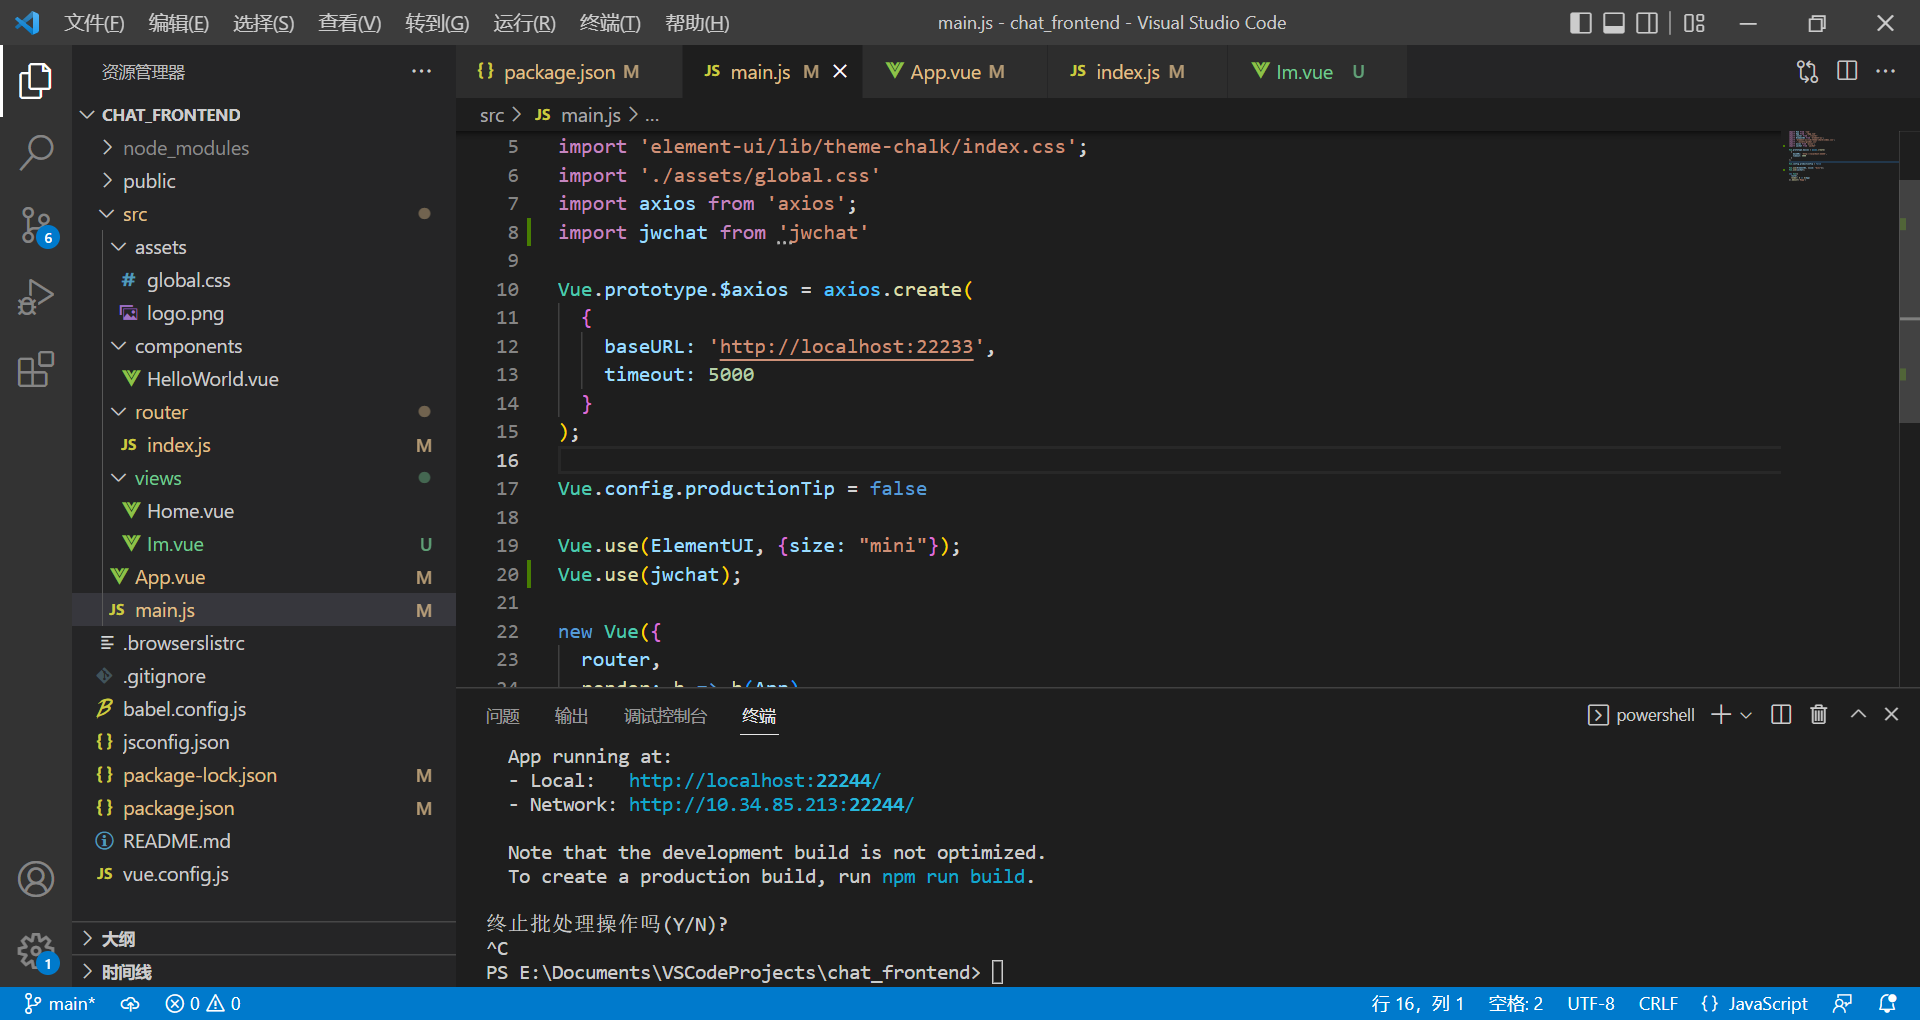 文件(F) 编辑(E) 选择(S) 查看(V) 转到(G) 运行(R) 终端(T) 帮助(H) main.js - chat_frontend - Visual Studio Code
资源管理器
CHAT_FRONTEND
node_modules
public
src
assets
# global.css
logo.png
components
HelloWorld.vue
router
JS index.js M
views
Home.vue
Im.vue U
App.vue M
JS main.js M
.browserslistrc
.gitignore
babel.config.js
{} jsconfig.json
{} package-lock.json M
{} package.json M
README.md
JS vue.config.js
大纲
时间线
6
1
{} package.json M JS main.js M App.vue M JS index.js M Im.vue U
src > JS main.js > ...
5 import 'element-ui/lib/theme-chalk/index.css';
6 import './assets/global.css'
7 import axios from 'axios';
8 import jwchat from 'jwchat'
9
10 Vue.prototype.$axios = axios.create(
11 {
12 baseURL: 'http://localhost:22233',
13 timeout: 5000
14 }
15 );
16
17 Vue.config.productionTip = false
18
19 Vue.use(ElementUI, {size: "mini"});
20 Vue.use(jwchat);
21
22 new Vue({
23 router,
24 render: h => h(App)
问题 输出 调试控制台 终端 powershell
App running at:
- Local: http://localhost:22244/
- Network: http://10.34.85.213:22244/
Note that the development build is not optimized.
To create a production build, run npm run build.
终止批处理操作吗(Y/N)?
^C
PS E:\Documents\VSCodeProjects\chat_frontend>
main* 0 0 行 16，列 1 空格: 2 UTF-8 CRLF {} JavaScript